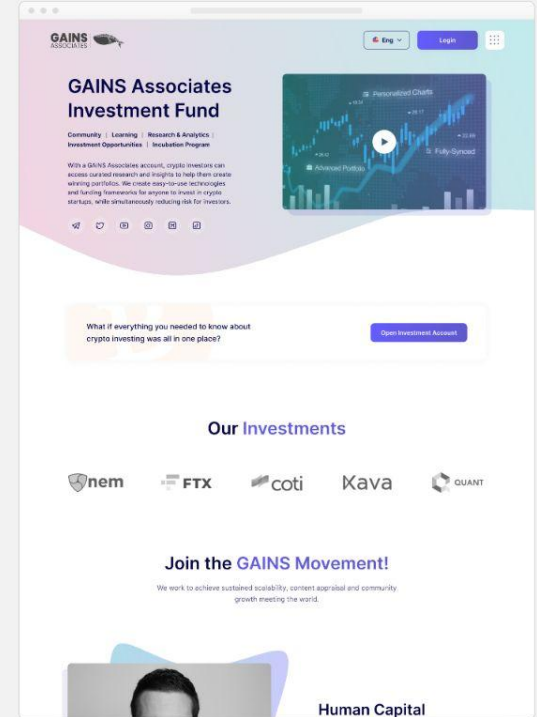 GAINS
ASSOCIATES
Eng
Login
GAINS Associates
Investment Fund
Community | Learning | Research & Analytics |
Investment Opportunities | Incubation Program
With a GAINS Associates account, crypto investors can
access curated research and insights to help them create
winning portfolios. We create easy-to-use technologies
and funding frameworks for anyone to invest in crypto
startups, while simultaneously reducing risk for investors.
Personalized Charts
Fully-Synced
Advanced Portfolio
What if everything you needed to know about
crypto investing was all in one place?
Open Investment Account
Our Investments
nem
FTX
coti
Kava
QUANT
Join the GAINS Movement!
We work to achieve sustained scalability, content appraisal and community
growth meeting the world.
Human Capital